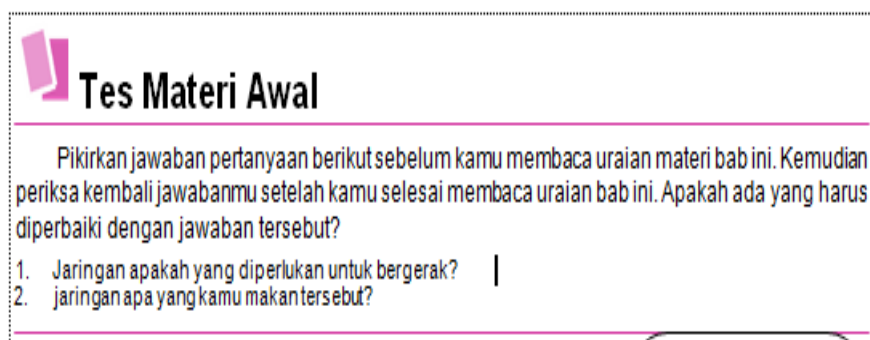 Tes Materi Awal
Pikirkan jawaban pertanyaan berikut sebelum kamu membaca uraian materi bab ini. Kemudian
periksa kembali jawabanmu setelah kamu selesai membaca uraian bab ini. Apakah ada yang harus
diperbaiki dengan jawaban tersebut?
1. Jaringan apakah yang diperlukan untuk bergerak?
2. jaringan apa yang kamu makan tersebut?